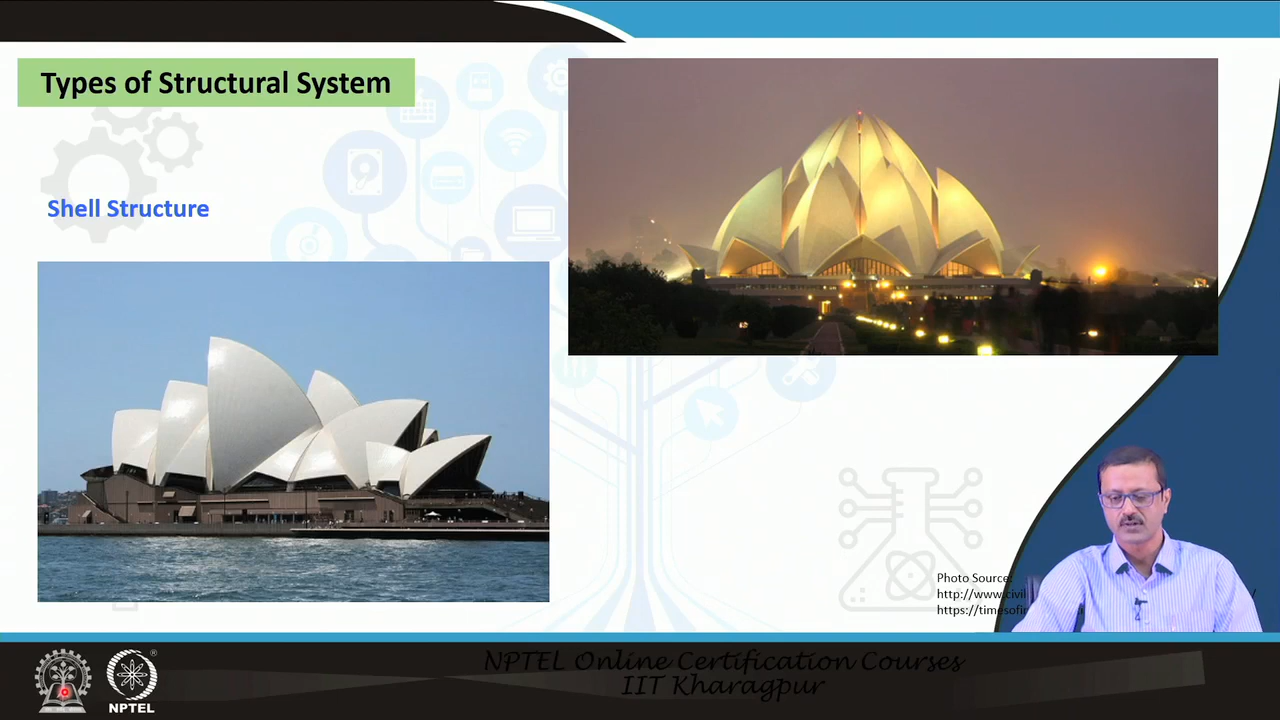 Types of Structural System
Shell Structure
Photo Source:
http://www.civil
https://timesofin
NPTEL Online Certification Courses
IIT Kharagpur
NPTEL